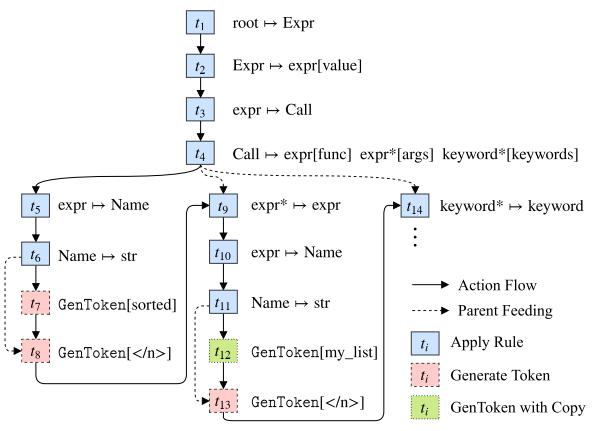 t1 root ↦ Expr
t2 Expr ↦ expr[value]
t3 expr ↦ Call
t4 Call ↦ expr[func] expr*[args] keyword*[keywords]
t5 expr ↦ Name
t6 Name ↦ str
t7 GenToken[sorted]
t8 GenToken[</n>]
t9 expr* ↦ expr
t10 expr ↦ Name
t11 Name ↦ str
t12 GenToken[my_list]
t13 GenToken[</n>]
t14 keyword* ↦ keyword
⋮
Action Flow
Parent Feeding
ti Apply Rule
ti Generate Token
ti GenToken with Copy